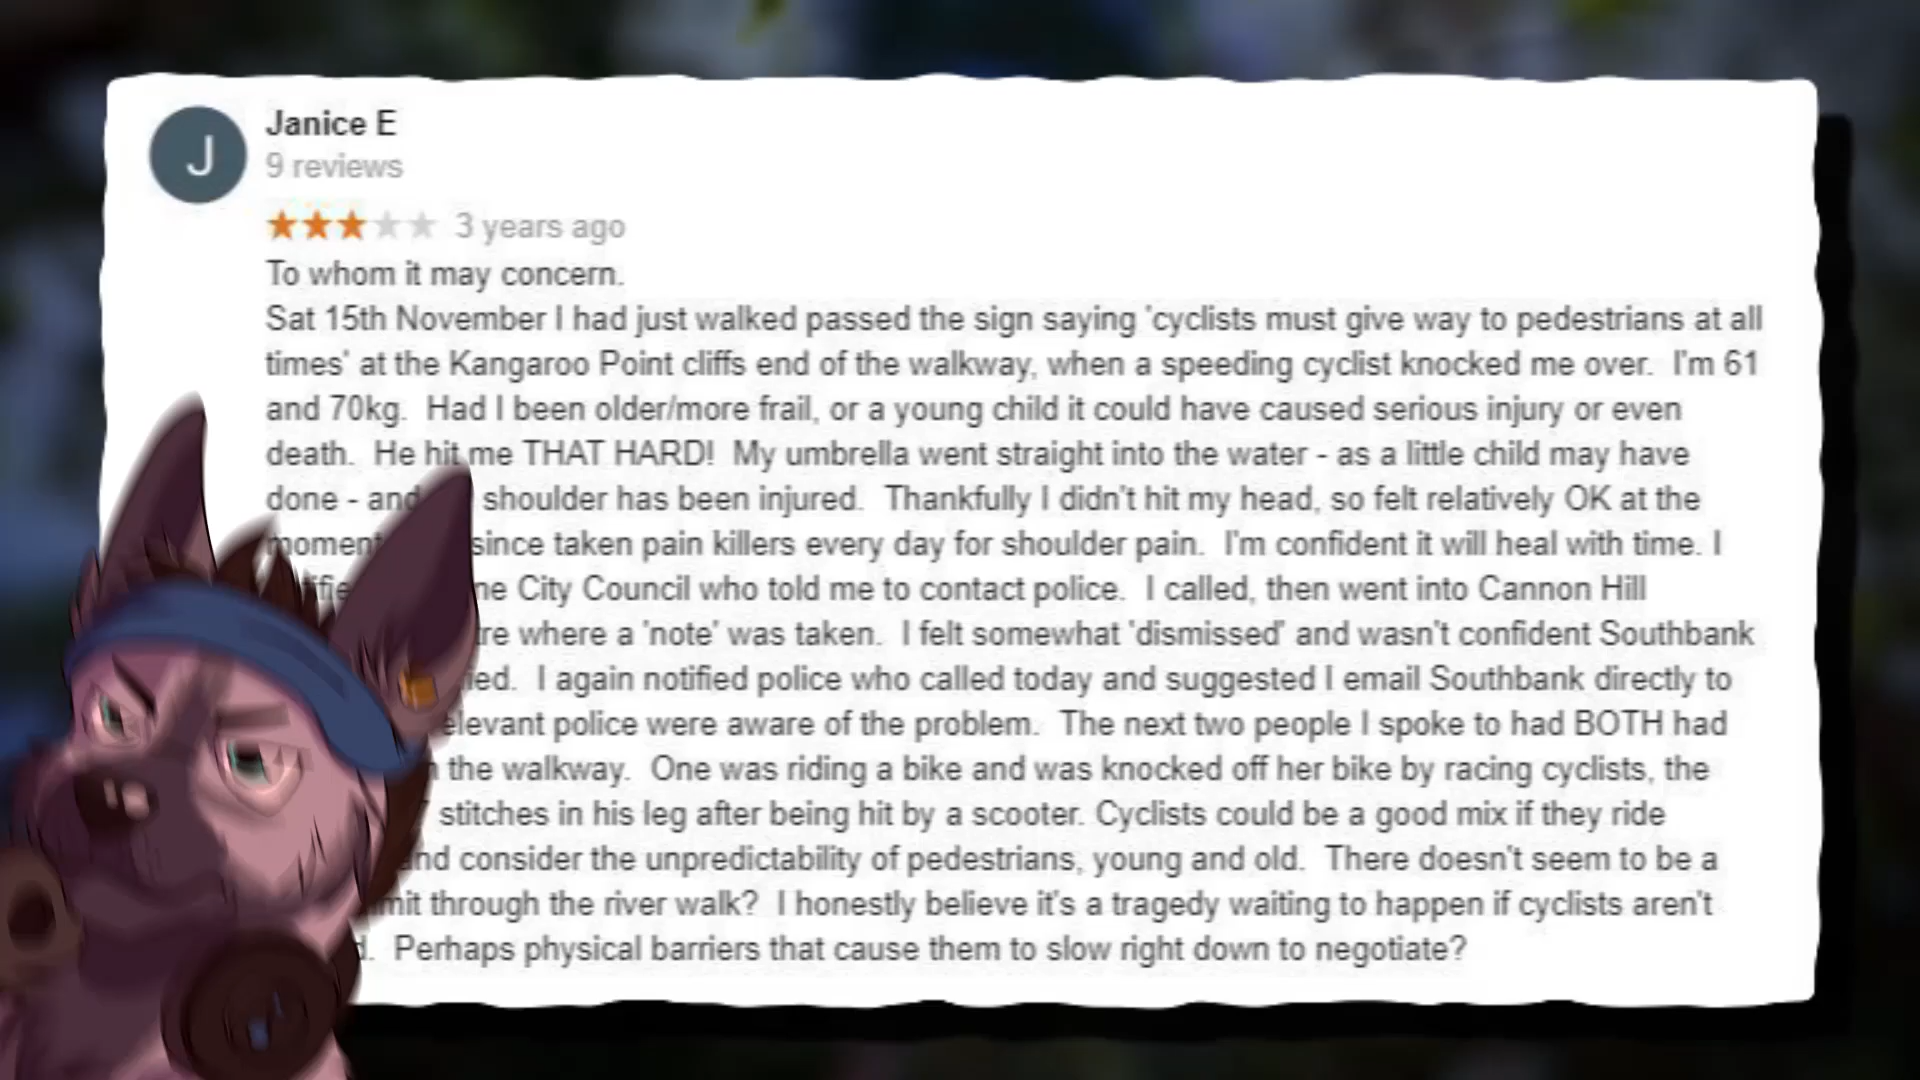 J
Janice E
9 reviews
3 years ago
To whom it may concern.
Sat 15th November I had just walked passed the sign saying 'cyclists must give way to pedestrians at all
times' at the Kangaroo Point cliffs end of the walkway, when a speeding cyclist knocked me over. I'm 61
and 70kg. Had I been older/more frail, or a young child it could have caused serious injury or even
death. He hit me THAT HARD! My umbrella went straight into the water - as a little child may have
done - and shoulder has been injured. Thankfully I didn't hit my head, so felt relatively OK at the
since taken pain killers every day for shoulder pain. I'm confident it will heal with time. I
City Council who told me to contact police. I called, then went into Cannon Hill
where a 'note' was taken. I felt somewhat 'dismissed' and wasn't confident Southbank
I again notified police who called today and suggested I email Southbank directly to
police were aware of the problem. The next two people I spoke to had BOTH had
the walkway. One was riding a bike and was knocked off her bike by racing cyclists, the
stitches in his leg after being hit by a scooter. Cyclists could be a good mix if they ride
consider the unpredictability of pedestrians, young and old. There doesn't seem to be a
through the river walk? I honestly believe it's a tragedy waiting to happen if cyclists aren't
Perhaps physical barriers that cause them to slow right down to negotiate?